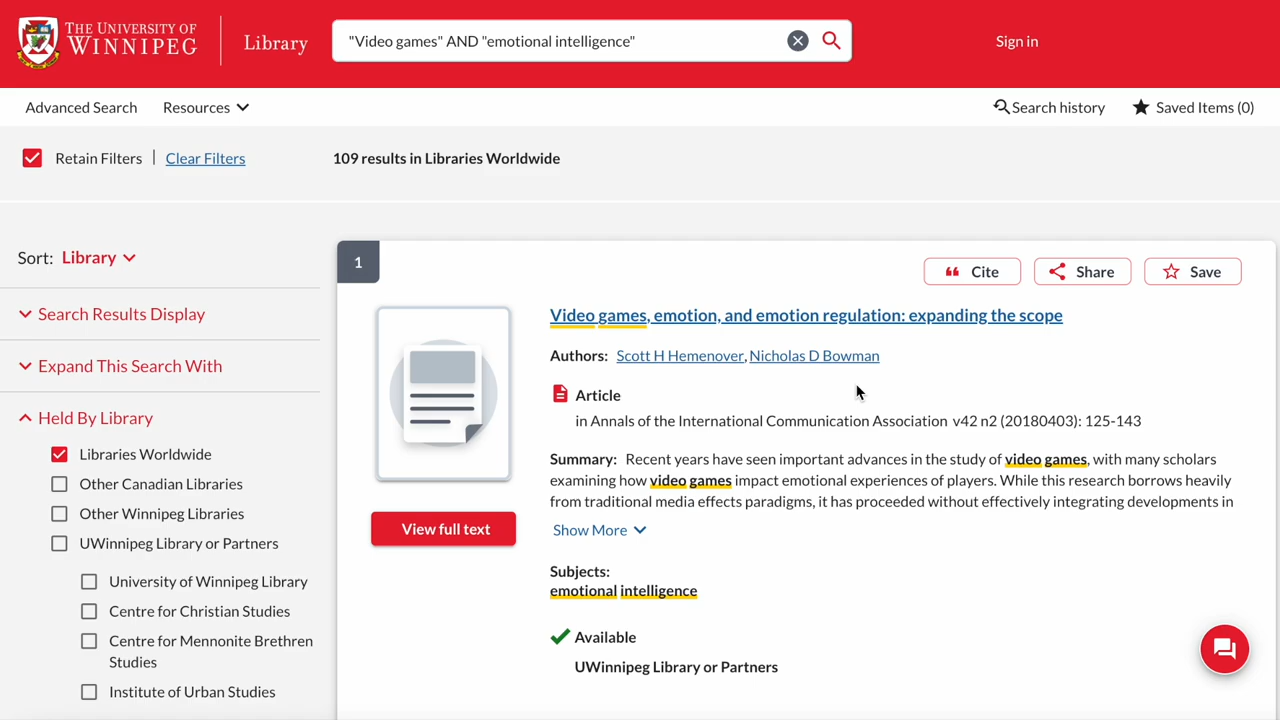 THE UNIVERSITY OF
WINNIPEG
Library
"Video games" AND "emotional intelligence"
Sign in
Advanced Search
Resources
Search history
Saved Items (0)
Retain Filters
Clear Filters
109 results in Libraries Worldwide
Sort: Library
Search Results Display
Expand This Search With
Held By Library
Libraries Worldwide
Other Canadian Libraries
Other Winnipeg Libraries
UWinnipeg Library or Partners
University of Winnipeg Library
Centre for Christian Studies
Centre for Mennonite Brethren
Studies
Institute of Urban Studies
1
Cite
Share
Save
Video games, emotion, and emotion regulation: expanding the scope
Authors: Scott H Hemenover, Nicholas D Bowman
Article
in Annals of the International Communication Association v42 n2 (20180403): 125-143
Summary: Recent years have seen important advances in the study of video games, with many scholars
examining how video games impact emotional experiences of players. While this research borrows heavily
from traditional media effects paradigms, it has proceeded without effectively integrating developments in
View full text
Show More
Subjects:
emotional intelligence
Available
UWinnipeg Library or Partners